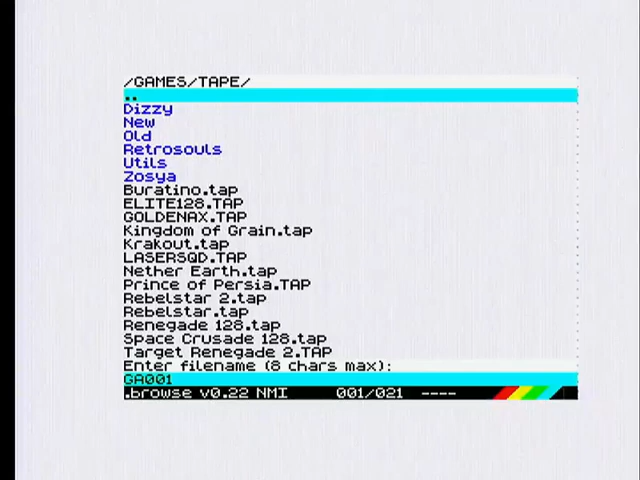 /GAMES/TAPE/
..
Dizzy
New
Old
Retrosouls
Utils
Zosya
Buratino.tap
ELITE128.TAP
GOLDENAX.TAP
Kingdom of Grain.tap
Krakout.tap
LASERSQD.TAP
Nether Earth.tap
Prince of Persia.TAP
Rebelstar 2.tap
Rebelstar.tap
Renegade 128.tap
Space Crusade 128.tap
Target Renegade 2.TAP
Enter filename (8 chars max):
GA001
.browse v0.22 NMI 001/021 ----